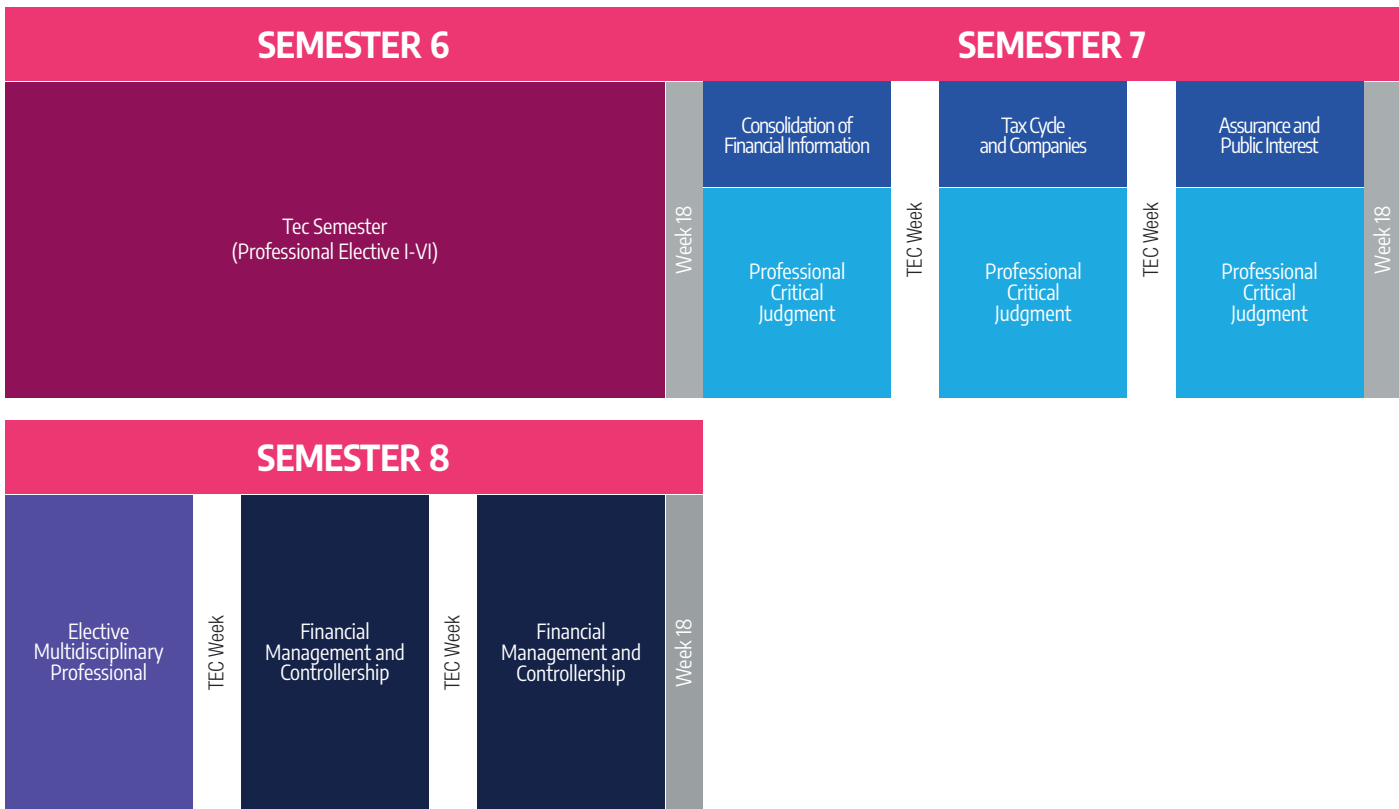 SEMESTER 6
SEMESTER 7
Tec Semester
(Professional Elective I-VI)
Week 18
Consolidation of
Financial Information
Professional
Critical
Judgment
TEC Week
Tax Cycle
and Companies
Professional
Critical
Judgment
TEC Week
Assurance and
Public Interest
Professional
Critical
Judgment
Week 18
SEMESTER 8
Elective
Multidisciplinary
Professional
TEC Week
Financial
Management and
Controllership
TEC Week
Financial
Management and
Controllership
Week 18